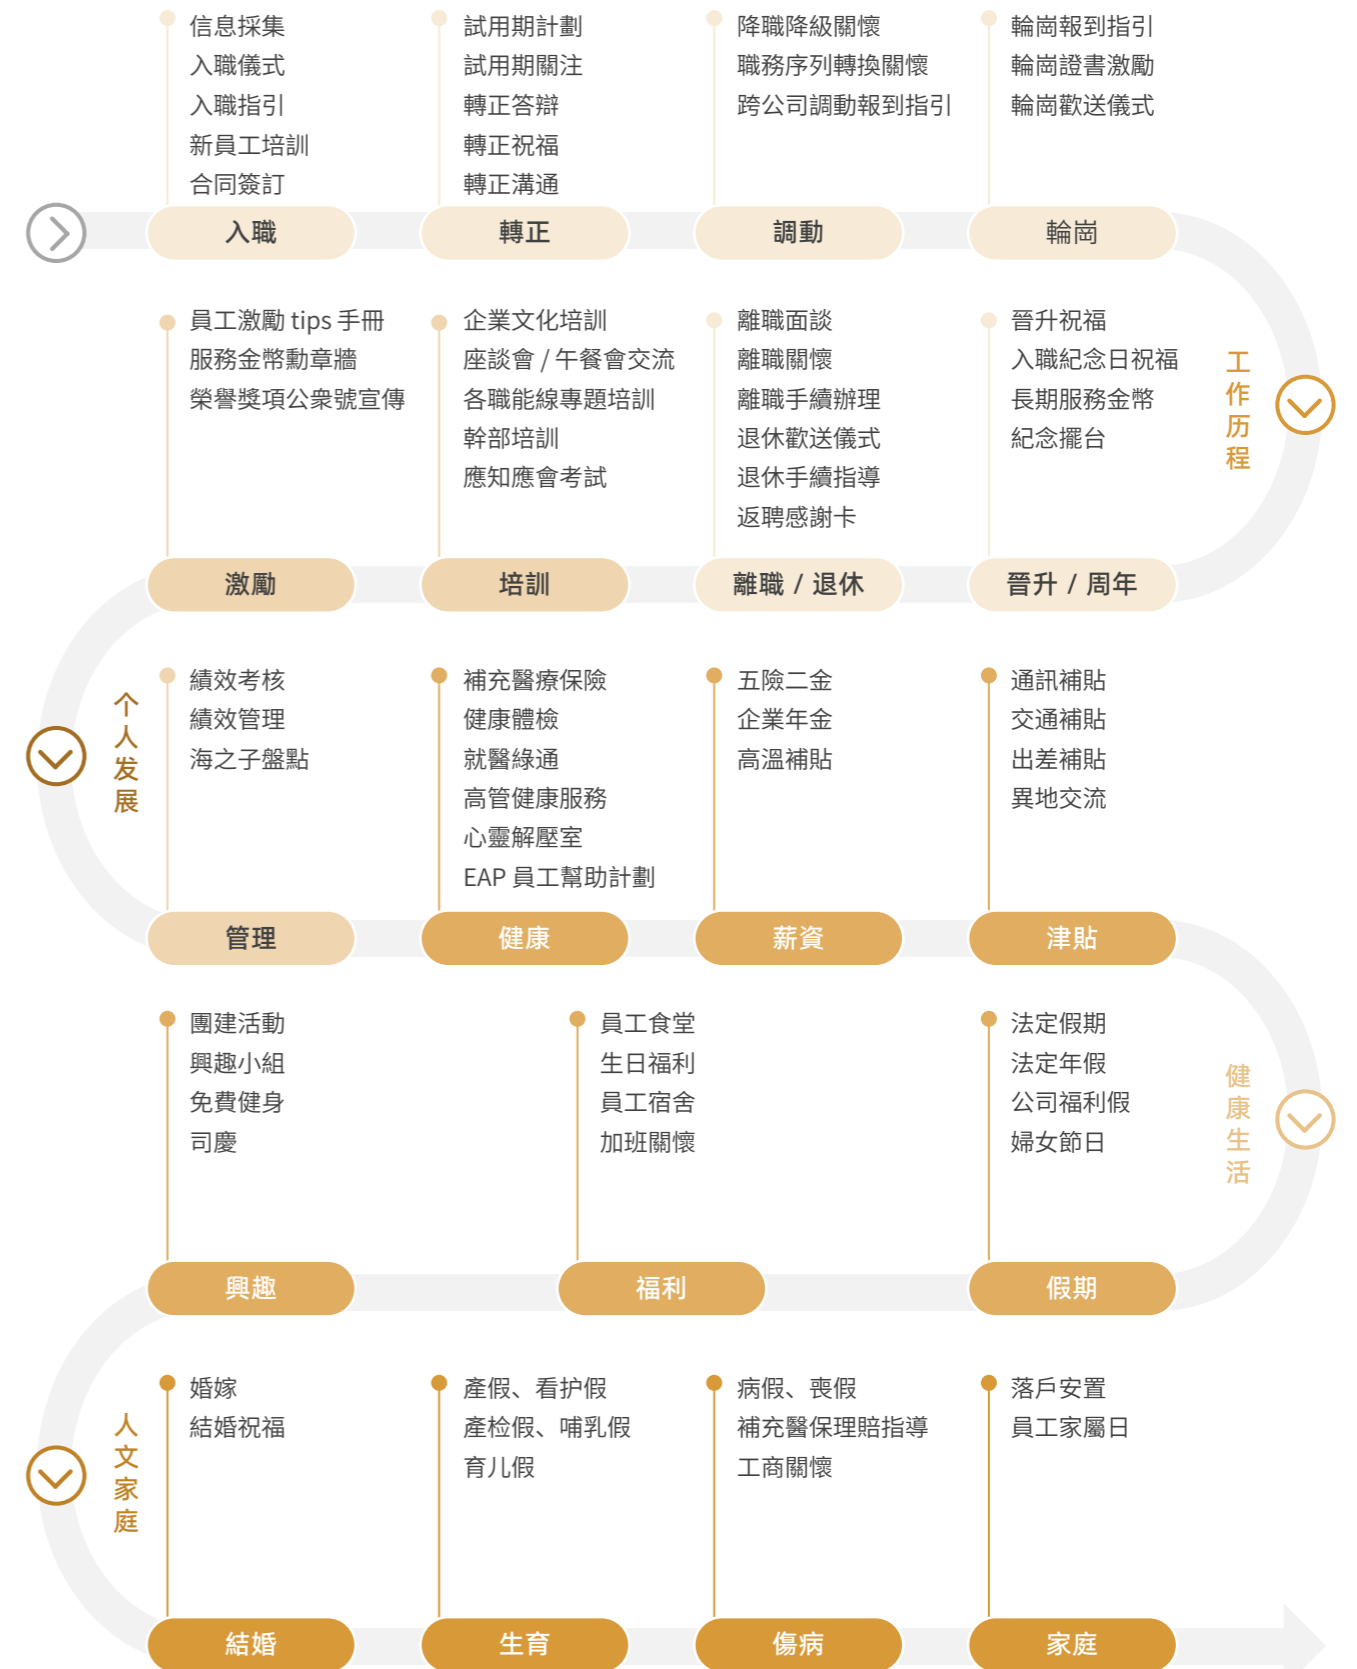 信息採集
入職儀式
入職指引
新員工培訓
合同簽訂
入職
試用期計劃
試用期關注
轉正答辯
轉正祝福
轉正溝通
轉正
降職降級關懷
職務序列轉換關懷
跨公司調動報到指引
調動
輪崗報到指引
輪崗證書激勵
輪崗歡送儀式
輪崗
工作历程
晉升祝福
入職紀念日祝福
長期服務金幣
紀念擺台
晉升 / 周年
離職面談
離職關懷
離職手續辦理
退休歡送儀式
退休手續指導
返聘感謝卡
離職 / 退休
企業文化培訓
座談會 / 午餐會交流
各職能線專題培訓
幹部培訓
應知應會考試
培訓
員工激勵 tips 手冊
服務金幣勳章牆
榮譽獎項公衆號宣傳
激勵
个人发展
績效考核
績效管理
海之子盤點
管理
補充醫療保險
健康體檢
就醫綠通
高管健康服務
心靈解壓室
EAP 員工幫助計劃
健康
五險二金
企業年金
高溫補貼
薪資
通訊補貼
交通補貼
出差補貼
異地交流
津貼
健康生活
法定假期
法定年假
公司福利假
婦女節日
假期
員工食堂
生日福利
員工宿舍
加班關懷
福利
團建活動
興趣小組
免費健身
司慶
興趣
人文家庭
婚嫁
結婚祝福
結婚
產假、看护假
產检假、哺乳假
育儿假
生育
病假、喪假
補充醫保理賠指導
工商關懷
傷病
落戶安置
員工家屬日
家庭